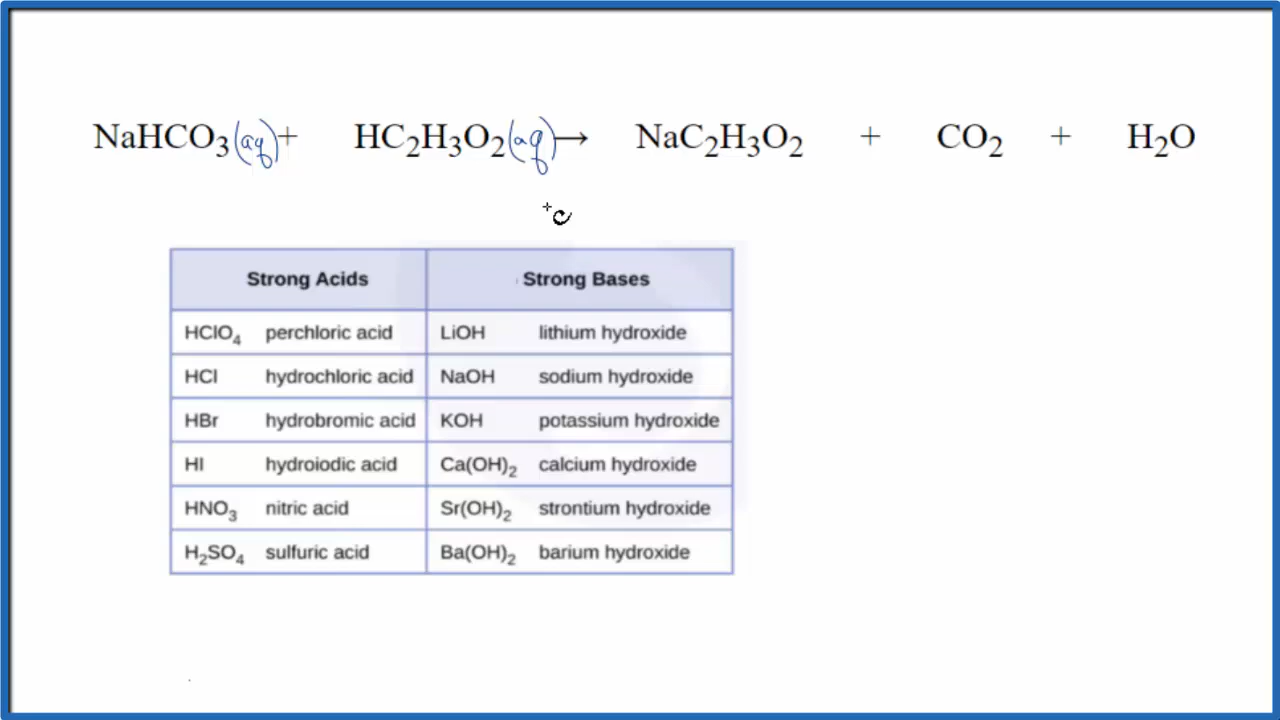 NaHCO₃(aq) + HC₂H₃O₂(aq) → NaC₂H₃O₂ + CO₂ + H₂O
Strong Acids Strong Bases
HClO₄ perchloric acid LiOH lithium hydroxide
HCl hydrochloric acid NaOH sodium hydroxide
HBr hydrobromic acid KOH potassium hydroxide
HI hydroiodic acid Ca(OH)₂ calcium hydroxide
HNO₃ nitric acid Sr(OH)₂ strontium hydroxide
H₂SO₄ sulfuric acid Ba(OH)₂ barium hydroxide